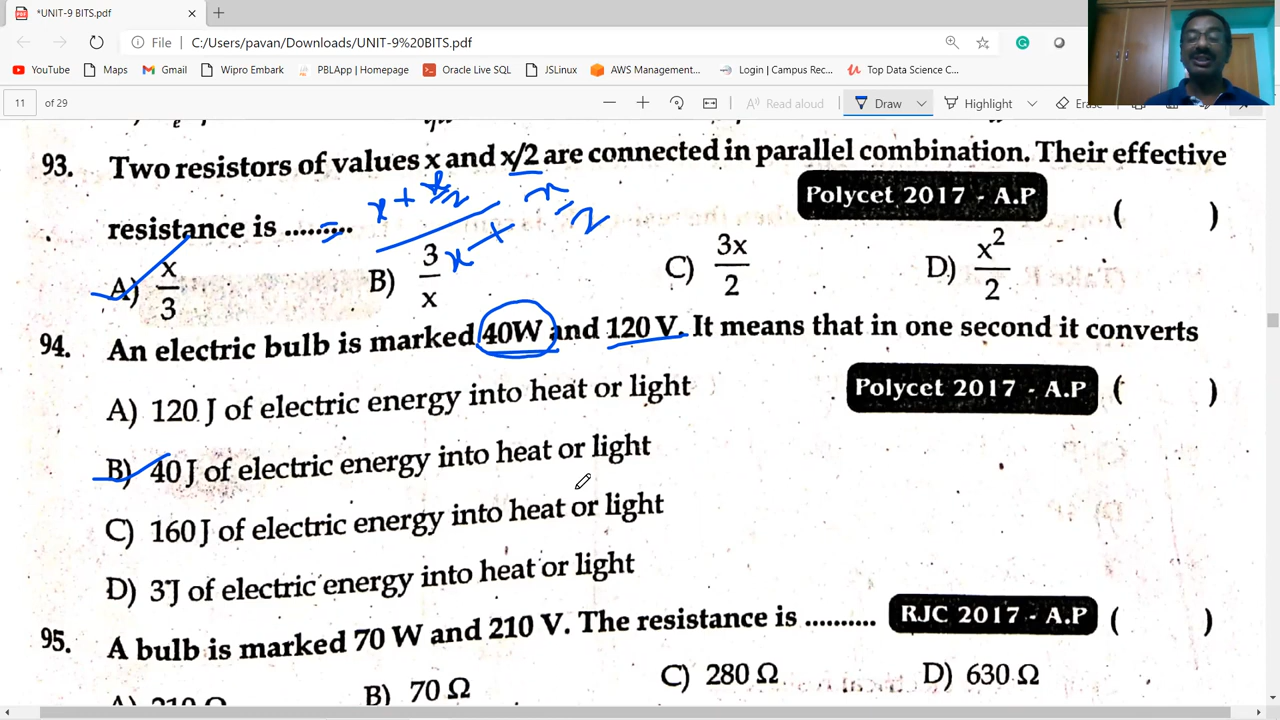 *UNIT-9 BITS.pdf
File C:/Users/pavan/Downloads/UNIT-9%20BITS.pdf
YouTube Maps Gmail Wipro Embark PBLApp | Homepage Oracle Live SQL JSLinux AWS Management... Login | Campus Rec... Top Data Science C...
11 of 29 Read aloud Draw Highlight Erase
93. Two resistors of values x and x/2 are connected in parallel combination. Their effective
resistance is ......... Polycet 2017 - A.P ( )
x + x/2
x + x/2
A) x/3 B) 3/x C) 3x/2 D) x²/2
94. An electric bulb is marked 40W and 120 V. It means that in one second it converts
A) 120 J of electric energy into heat or light Polycet 2017 - A.P ( )
B) 40 J of electric energy into heat or light
C) 160 J of electric energy into heat or light
D) 3 J of electric energy into heat or light
95. A bulb is marked 70 W and 210 V. The resistance is .......... RJC 2017 - A.P ( )
A) 210 Ω B) 70 Ω C) 280 Ω D) 630 Ω